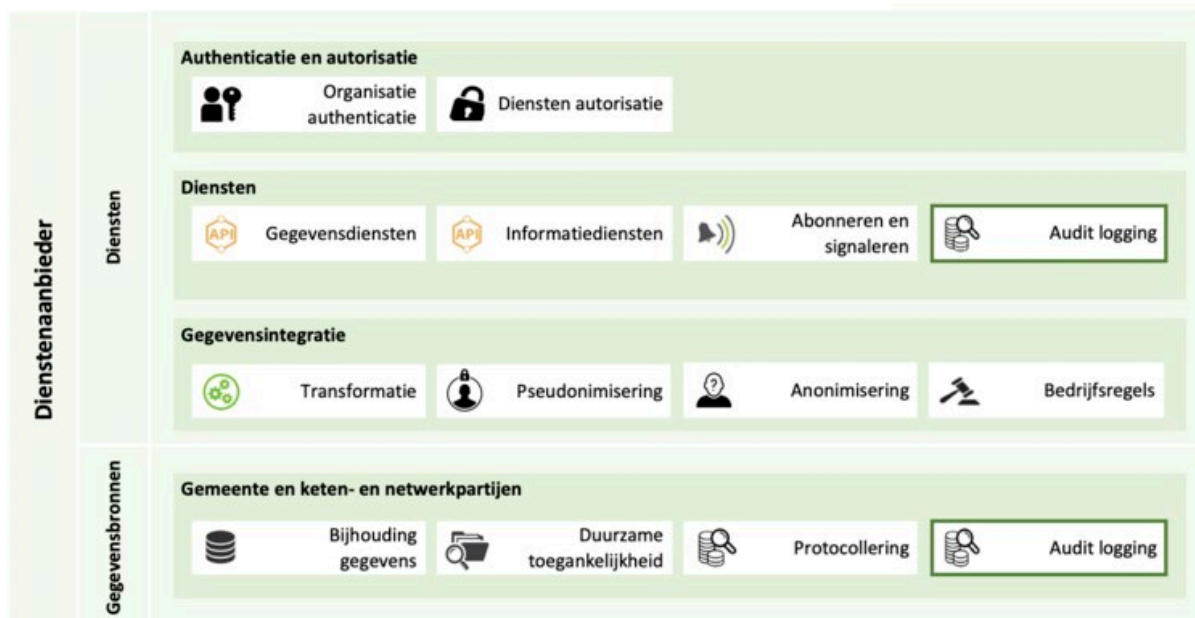 Dienstenaanbieder
Diensten
Authenticatie en autorisatie
Organisatie
authenticatie
Diensten autorisatie
Diensten
API
Gegevensdiensten
API
Informatiediensten
Abonneren en
signaleren
Audit logging
Gegevensintegratie
Transformatie
Pseudonimisering
?
Anonimisering
Bedrijfsregels
Gegevensbronnen
Gemeente en keten- en netwerkpartijen
Bijhouding
gegevens
Duurzame
toegankelijkheid
Protocollering
Audit logging